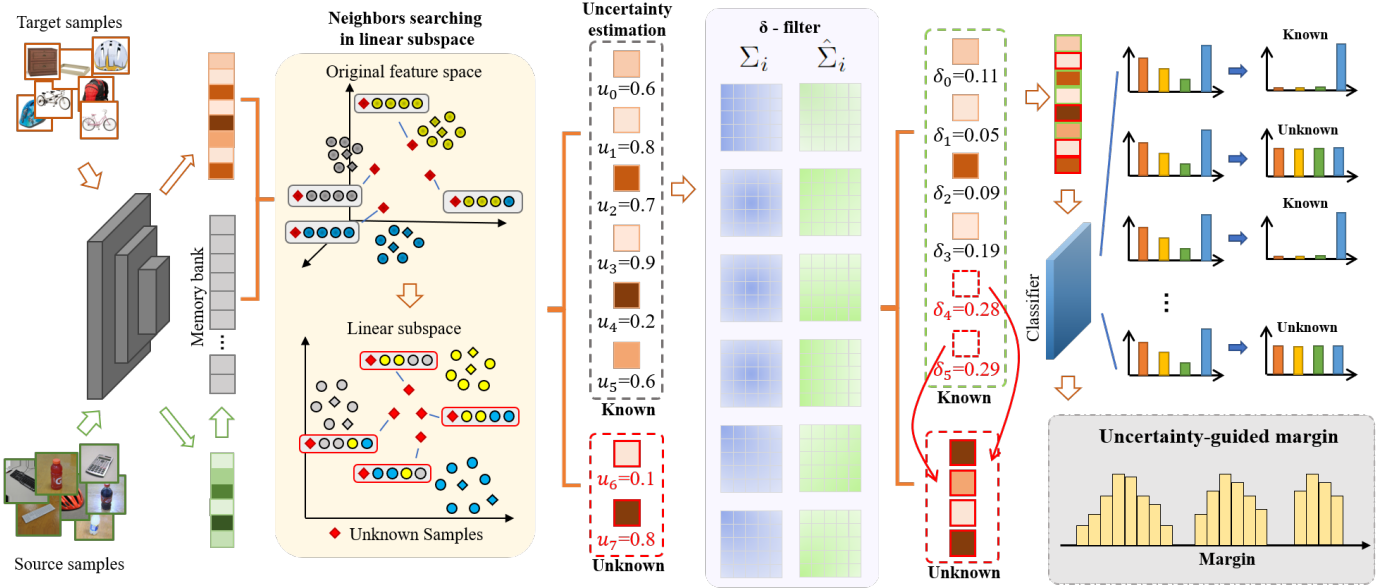 Target samples
Memory bank
...
Source samples
Neighbors searching
in linear subspace
Original feature space
Linear subspace
Unknown Samples
Uncertainty
estimation
u₀=0.6
u₁=0.8
u₂=0.7
u₃=0.9
u₄=0.2
u₅=0.6
Known
u₆=0.1
u₇=0.8
Unknown
δ - filter
Σᵢ Σ̂ᵢ
δ₀=0.11
δ₁=0.05
δ₂=0.09
δ₃=0.19
δ₄=0.28
δ₅=0.29
Known
Unknown
Classifier
Known
Unknown
Known
...
Unknown
Uncertainty-guided margin
Margin